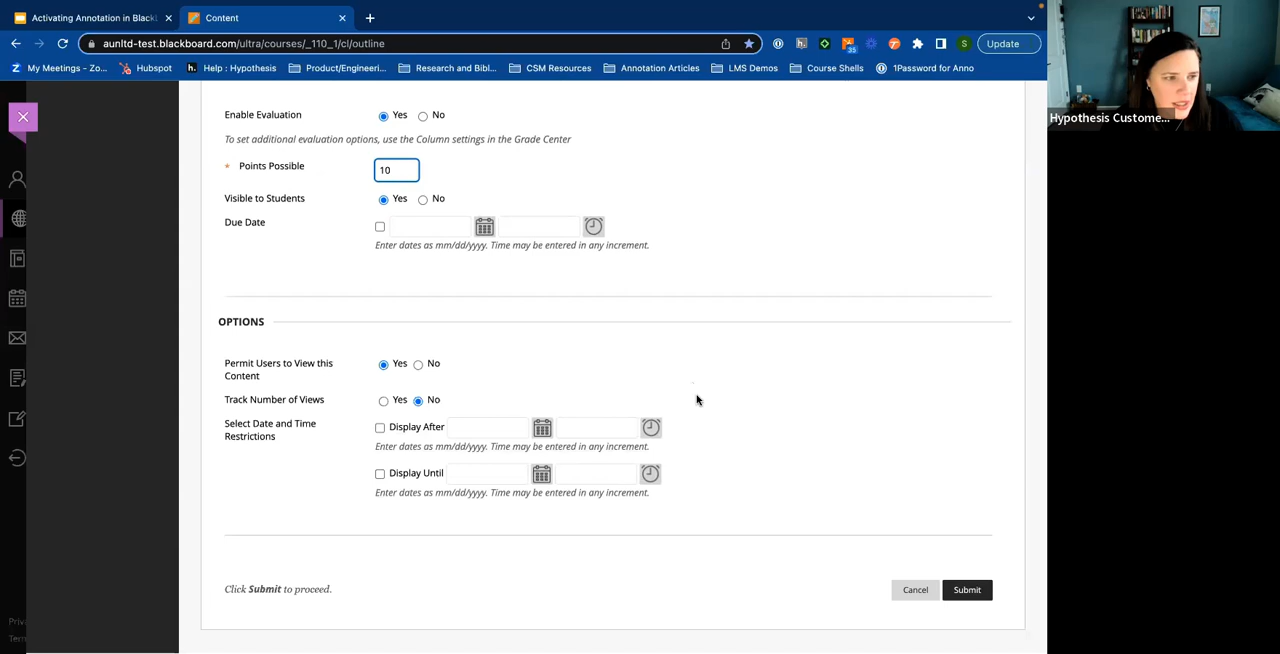 Activating Annotation in Black
Content
aunltd-test.blackboard.com/ultra/courses/_110_1/cl/outline
35
S
Update
My Meetings - Zo...
Hubspot
h. Help : Hypothesis
Product/Engineeri...
Research and Bibl...
CSM Resources
Annotation Articles
LMS Demos
Course Shells
1Password for Anno
Hypothesis Custome...
Enable Evaluation
Yes
No
To set additional evaluation options, use the Column settings in the Grade Center
* Points Possible
10
Visible to Students
Yes
No
Due Date
Enter dates as mm/dd/yyyy. Time may be entered in any increment.
OPTIONS
Permit Users to View this
Content
Yes
No
Track Number of Views
Yes
No
Select Date and Time
Restrictions
Display After
Enter dates as mm/dd/yyyy. Time may be entered in any increment.
Display Until
Enter dates as mm/dd/yyyy. Time may be entered in any increment.
Click Submit to proceed.
Cancel
Submit
Priva
Term